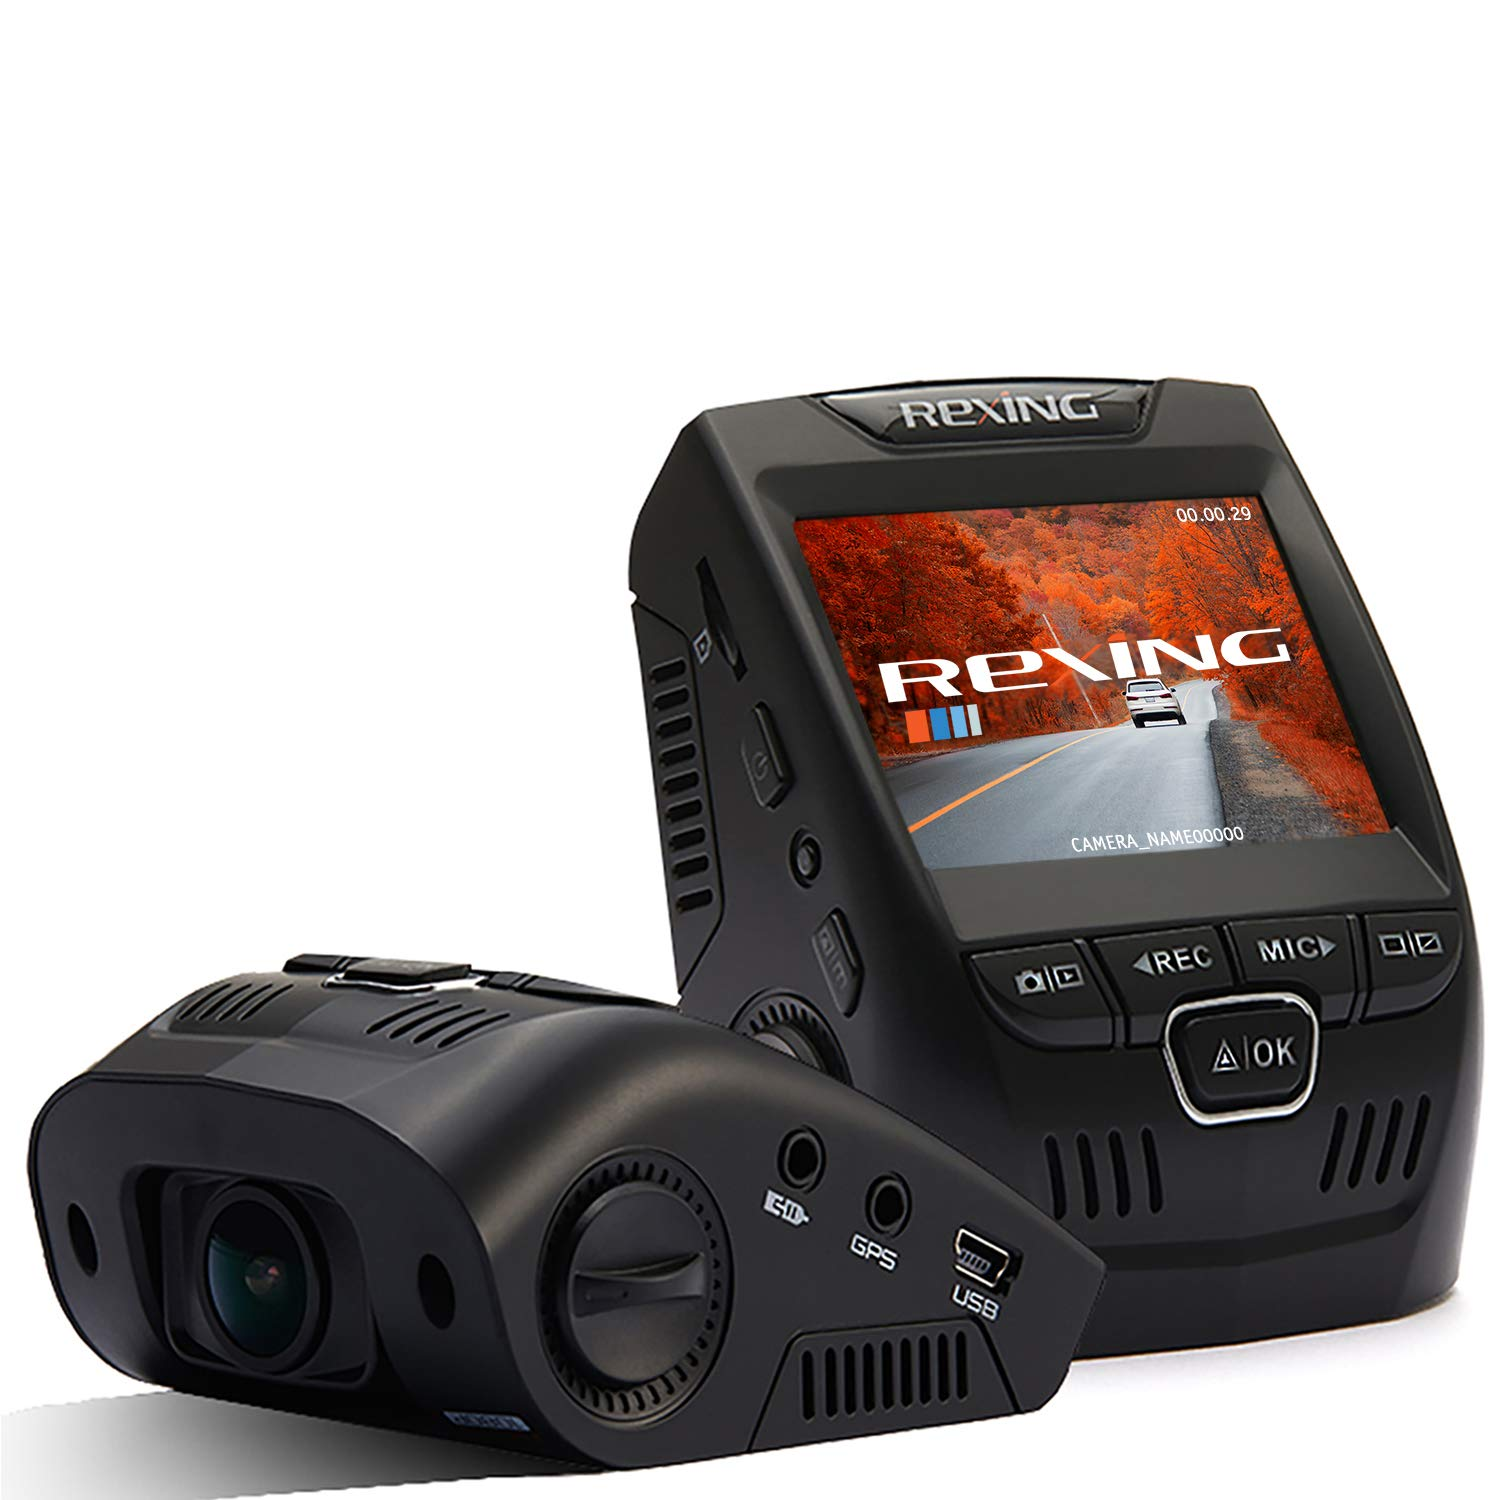 REXING
00.00.29
REXING
CAMERA_NAME00000
REC
MIC
OK
GPS
USB